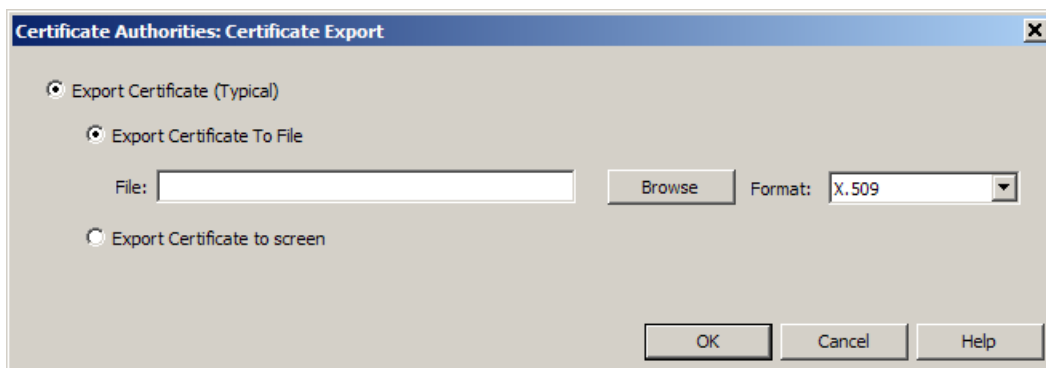 Certificate Authorities: Certificate Export
Export Certificate (Typical)
Export Certificate To File
File: Browse Format: X.509
Export Certificate to screen
OK Cancel Help